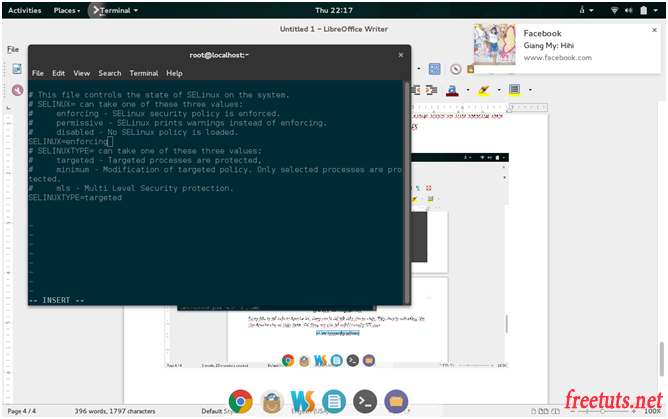 Activities Places Terminal Thu 22:17
Untitled 1 - LibreOffice Writer
File
Facebook
Giang My: Hihi
www.facebook.com
root@localhost:~
File Edit View Search Terminal Help
# This file controls the state of SELinux on the system.
# SELINUX= can take one of these three values:
# enforcing - SELinux security policy is enforced.
# permissive - SELinux prints warnings instead of enforcing.
# disabled - No SELinux policy is loaded.
SELINUX=enforcing
# SELINUXTYPE= can take one of these three values:
# targeted - Targeted processes are protected,
# minimum - Modification of targeted policy. Only selected processes are pro
tected.
# mls - Multi Level Security protection.
SELINUXTYPE=targeted
~
~
~
~
~
~
-- INSERT --
Page 4 / 4 396 words, 1797 characters Default Style English (USA) 100%
freetuts.net